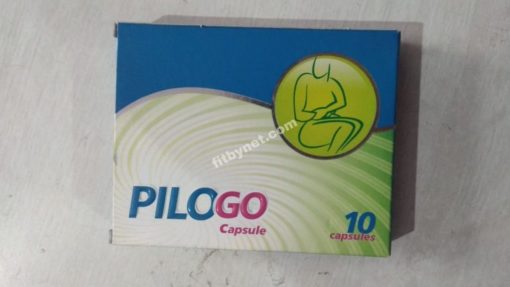 fitbynet.com
PILOGO
Capsule
10
capsules